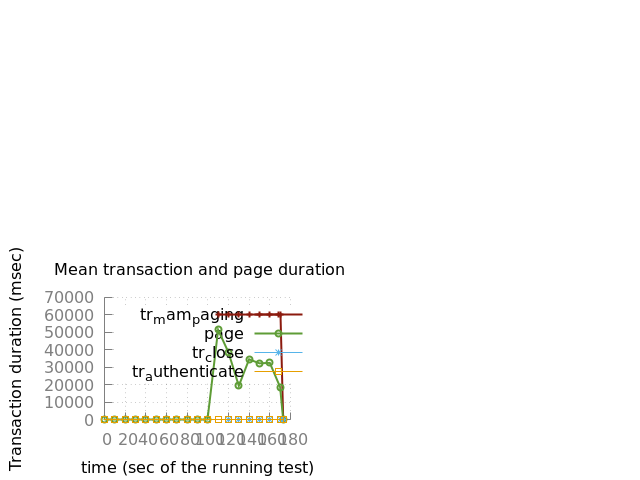 Mean transaction and page duration
Transaction duration (msec)
70000
60000
50000
40000
30000
20000
10000
0
tr_mam_paging
page
tr_close
tr_authenticate
0 20 40 60 80 100 120 140 160 180
time (sec of the running test)